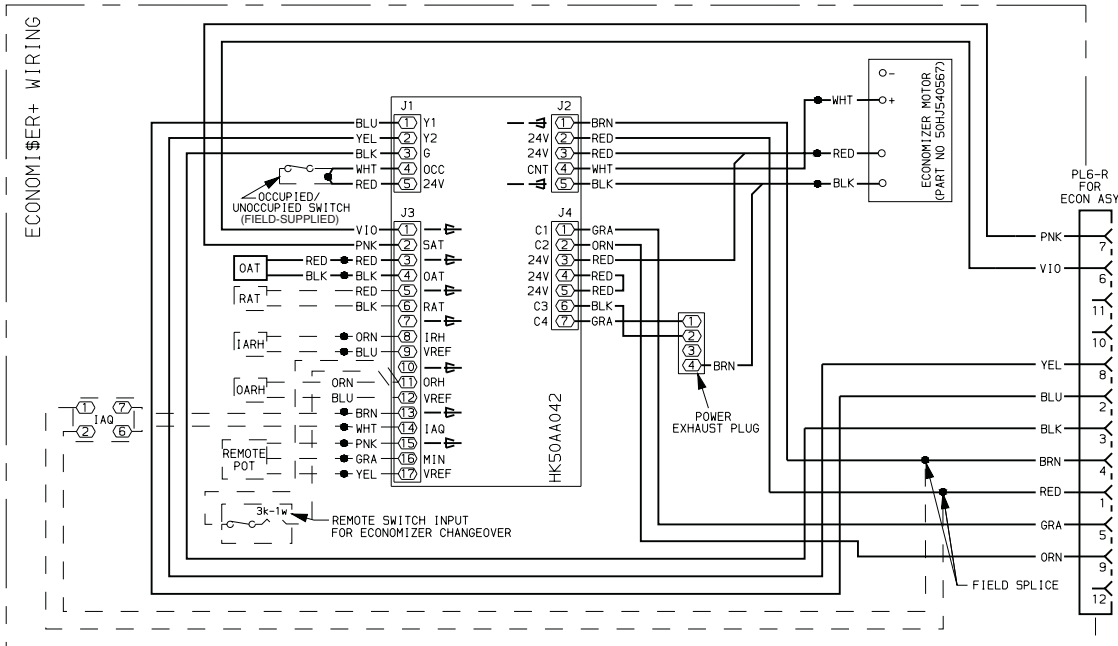 ECONOMI$ER+ WIRING
J1
BLU 1 Y1
YEL 2 Y2
BLK 3 G
WHT 4 OCC
RED 5 24V
OCCUPIED/
UNOCCUPIED SWITCH
(FIELD-SUPPLIED)
J3
VIO 1
PNK 2 SAT
OAT RED RED 3
BLK BLK 4 OAT
RAT RED 5
BLK 6 RAT
7
IARH ORN 8 IRH
BLU 9 VREF
10
OARH ORN 11 ORH
BLU 12 VREF
BRN 13
WHT 14 IAQ
PNK 15
GRA 16 MIN
YEL 17 VREF
1 7
IAQ
2 6
REMOTE
POT
3k-1w
REMOTE SWITCH INPUT
FOR ECONOMIZER CHANGEOVER
J2
1 BRN
24V 2 RED
24V 3 RED
CNT 4 WHT
5 BLK
J4
C1 1 GRA
C2 2 ORN
24V 3 RED
24V 4 RED
24V 5 RED
C3 6 BLK
C4 7 GRA
HK50AA042
1
2
3
4 BRN
POWER
EXHAUST PLUG
-
WHT +
RED
BLK
ECONOMIZER MOTOR
(PART NO 50HJ540567)
PL6-R
FOR
ECON ASY
PNK 7
VIO 6
11
10
YEL 8
BLU 2
BLK 3
BRN 4
RED 1
GRA 5
ORN 9
12
FIELD SPLICE